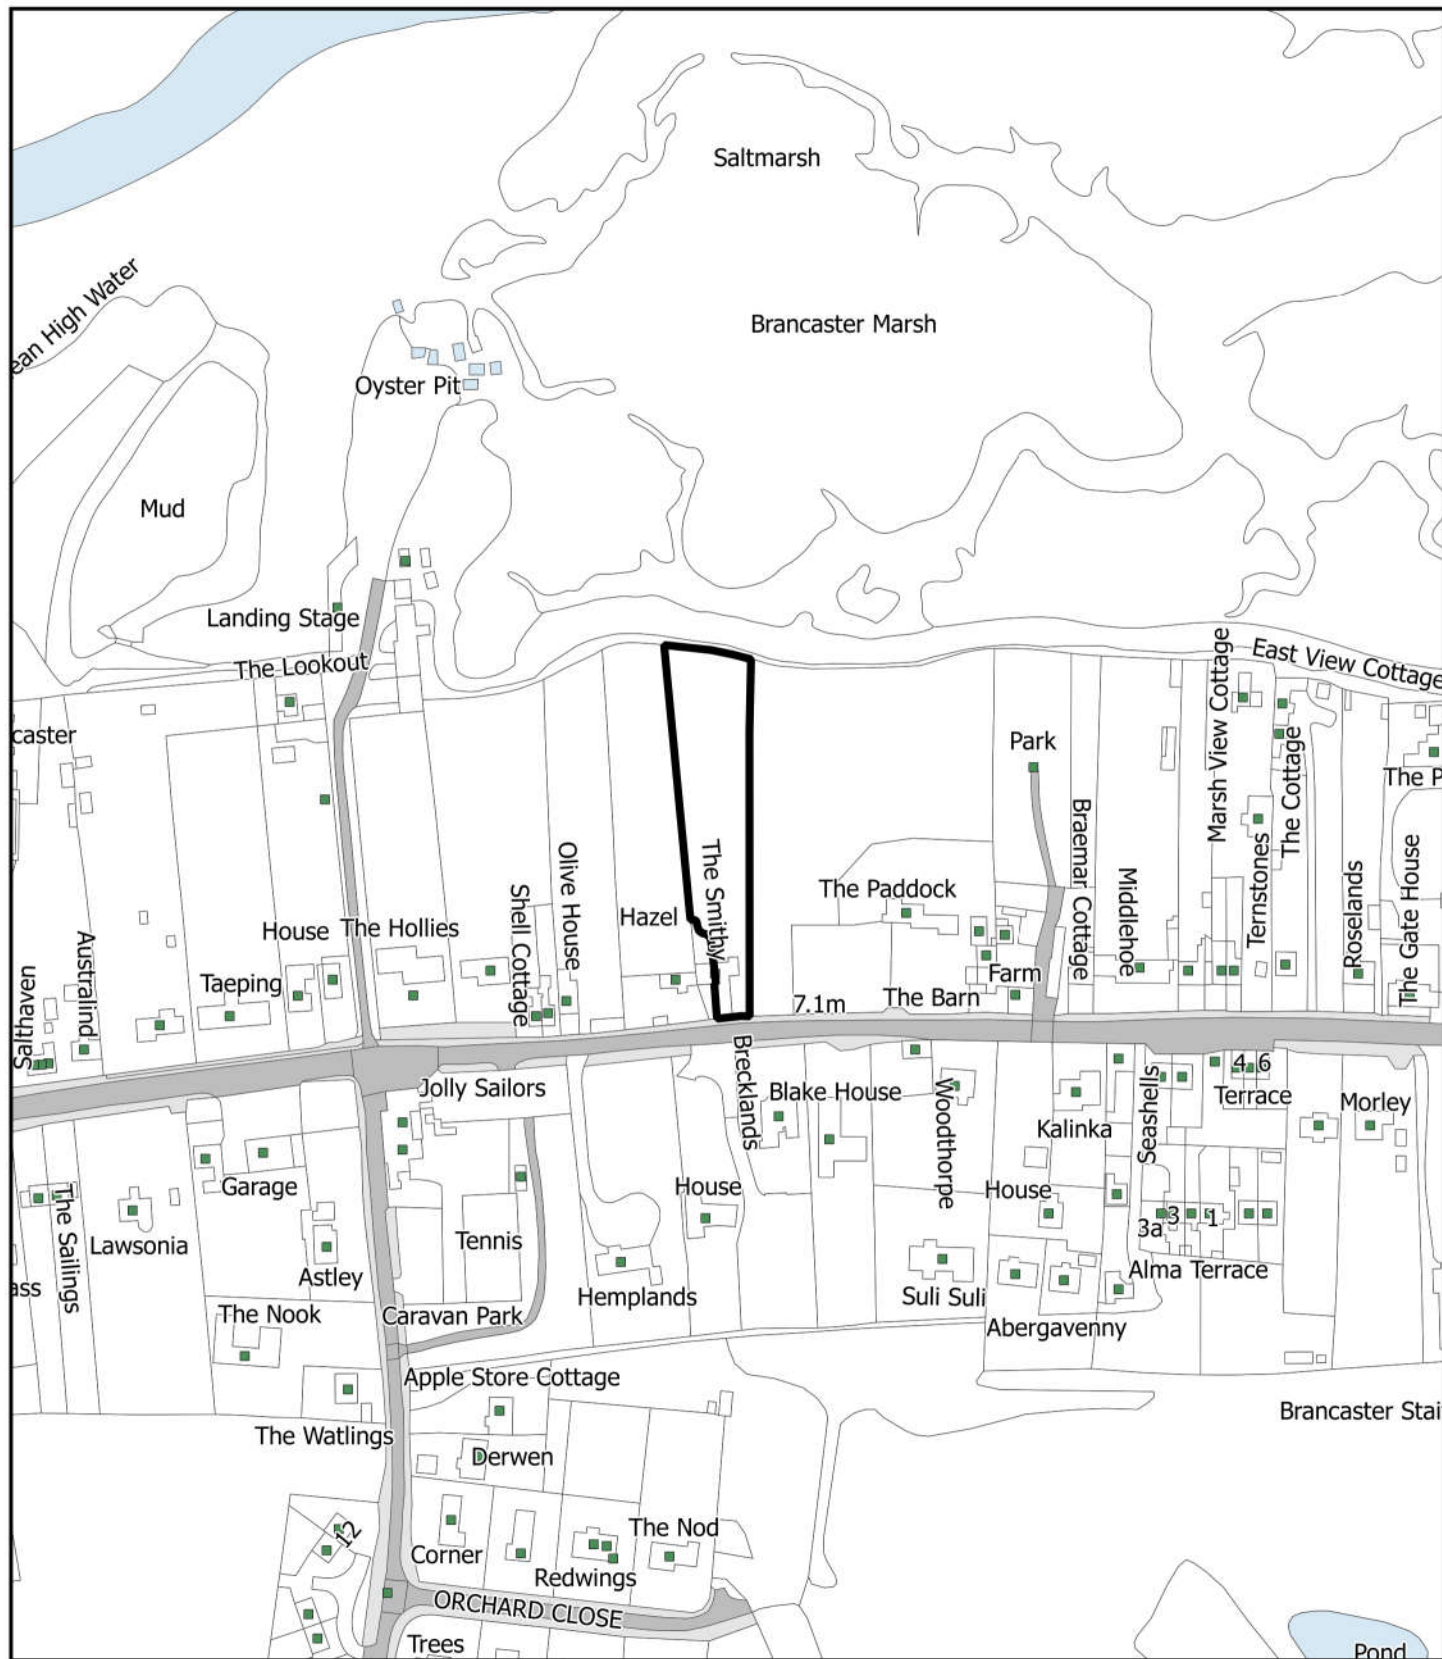 Saltmarsh
ean High Water
Brancaster Marsh
Oyster Pit
Mud
Landing Stage
The Lookout
East View Cottage
Marsh View Cottage
caster
Park
The Cottage
The P
Braemar Cottage
Ternstones
The Smithy
Olive House
The Paddock
Middlehoe
Roselands
The Gate House
Shell Cottage
Hazel
House
The Hollies
Australind
Taeping
Farm
Salthaven
The Barn
7.1m
Brecklands
Jolly Sailors
Blake House
Woodthorpe
Seashells
4
6
Terrace
Morley
Kalinka
Garage
House
House
The Sailings
3a
3
1
Lawsonia
Tennis
Astley
Alma Terrace
ass
Hemplands
Suli Suli
The Nook
Caravan Park
Abergavenny
Apple Store Cottage
Brancaster Stai
The Watlings
Derwen
12
The Nod
Corner
Redwings
ORCHARD CLOSE
Trees
Pond